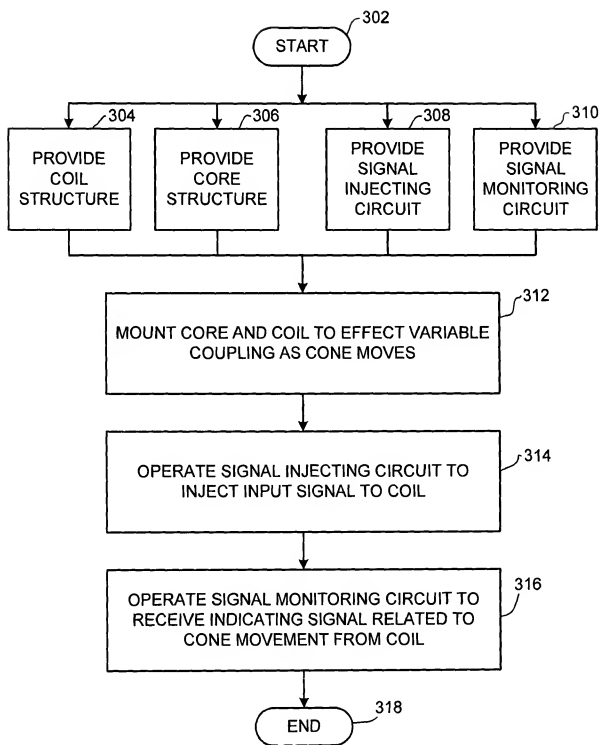 302
START
304
306
308
310
PROVIDE
COIL
STRUCTURE
PROVIDE
CORE
STRUCTURE
PROVIDE
SIGNAL
INJECTING
CIRCUIT
PROVIDE
SIGNAL
MONITORING
CIRCUIT
312
MOUNT CORE AND COIL TO EFFECT VARIABLE
COUPLING AS CONE MOVES
314
OPERATE SIGNAL INJECTING CIRCUIT TO
INJECT INPUT SIGNAL TO COIL
316
OPERATE SIGNAL MONITORING CIRCUIT TO
RECEIVE INDICATING SIGNAL RELATED TO
CONE MOVEMENT FROM COIL
318
END